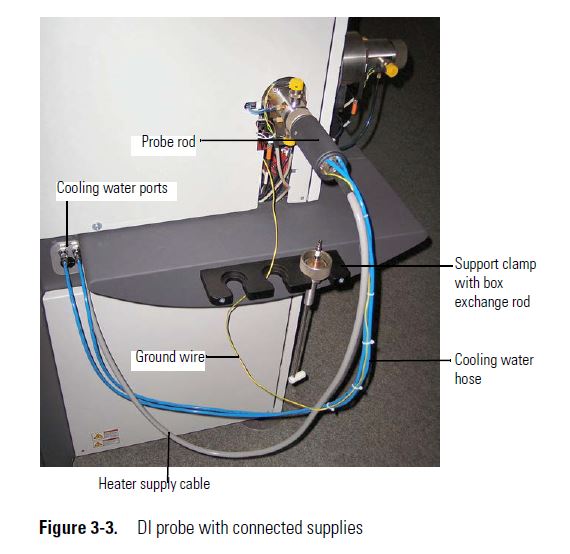 Probe rod
Cooling water ports
Support clamp
with box
exchange rod
Ground wire
Cooling water
hose
Heater supply cable
Figure 3-3. DI probe with connected supplies